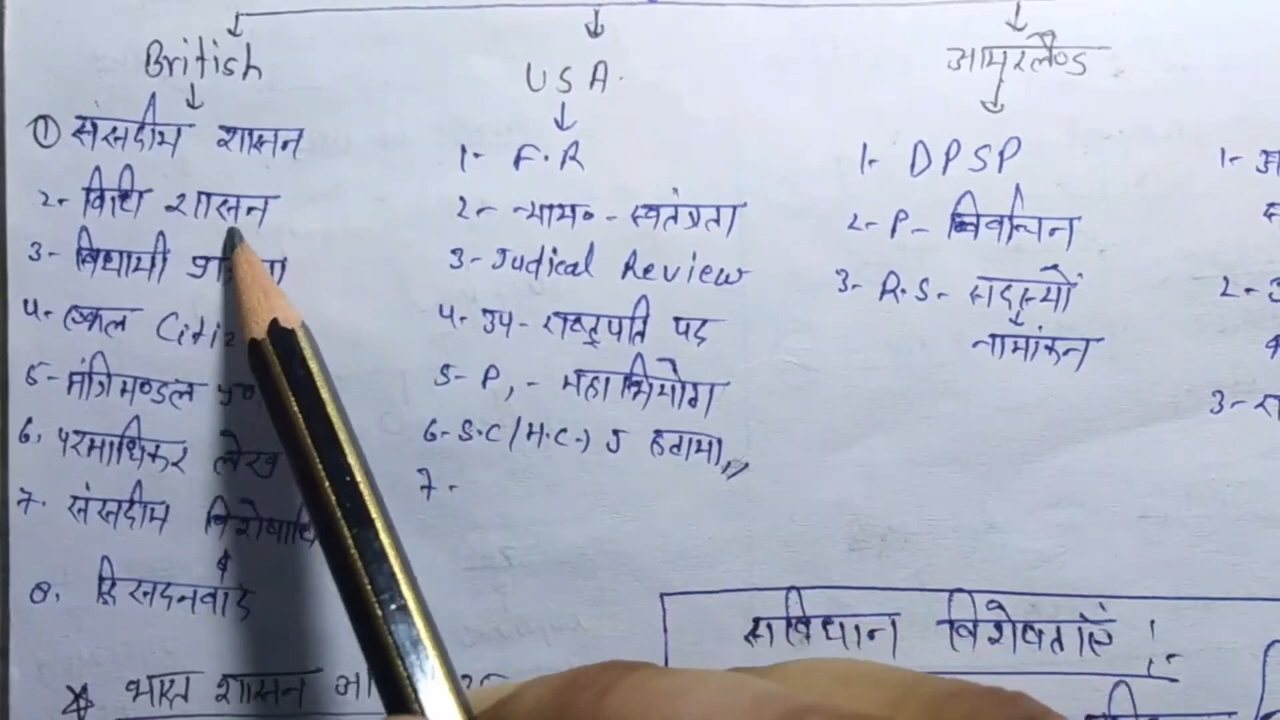 British
① संसदीय शासन
2- विधि शासन
3- विधायी
4- एकल
5- मंत्रिमण्डल
6. परमाधिकर लेख
7. संसदीय
8. द्विसदनवाद
USA.
1- F.R
2- न्याय० - स्वतंत्रता
3- Judical Review
4- उप- राष्ट्रपति पद
5- P,- महाभियोग
6- S.C/H.C.) J हटाया
7-
आयरलैण्ड
1- DPSP
2- P- निर्वाचन
3- R.S- सदस्यों
नामांकन
1-
2-
3-
संविधान विशेषताएं :-
भारत शासन